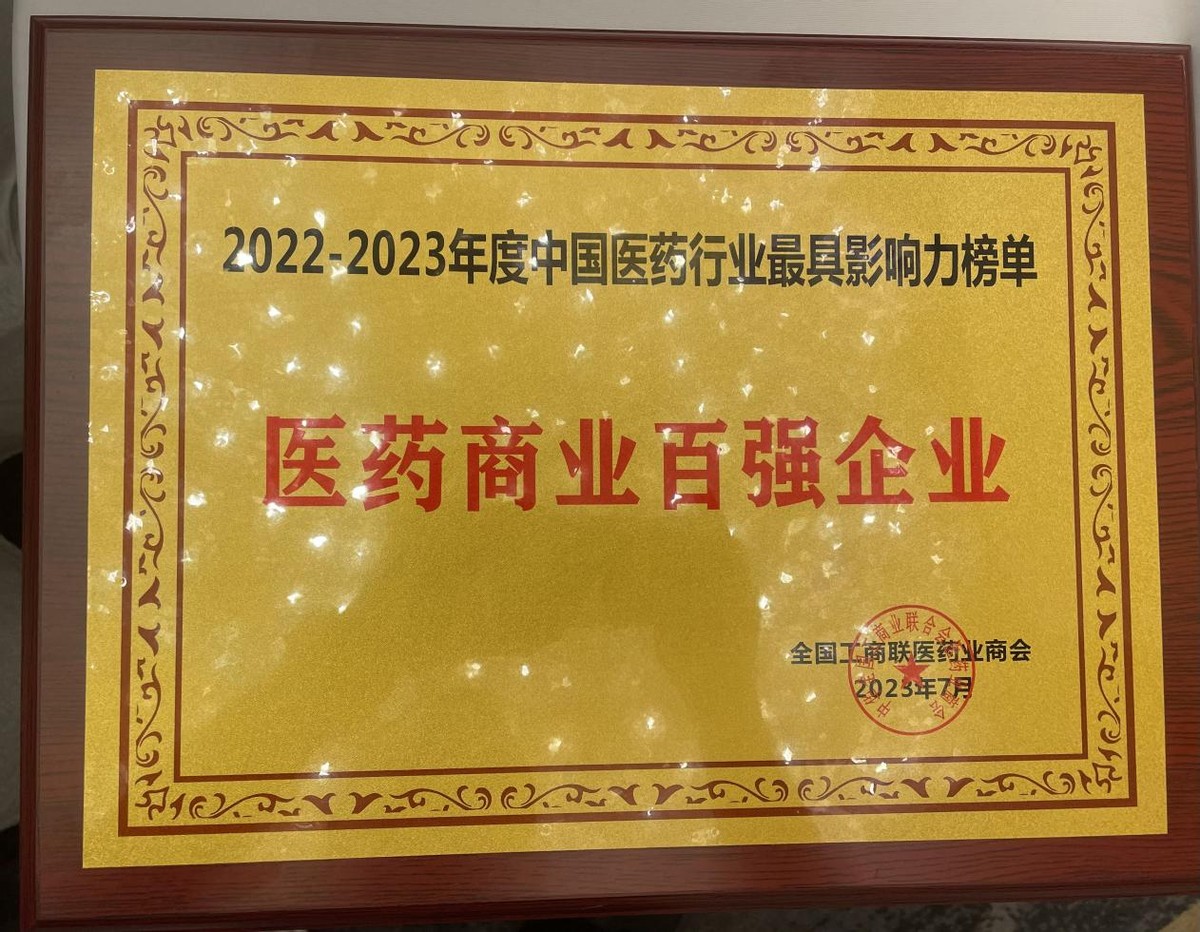 2022-2023年度中国医药行业最具影响力榜单
医药商业百强企业
全国工商联医药业商会
2023年7月